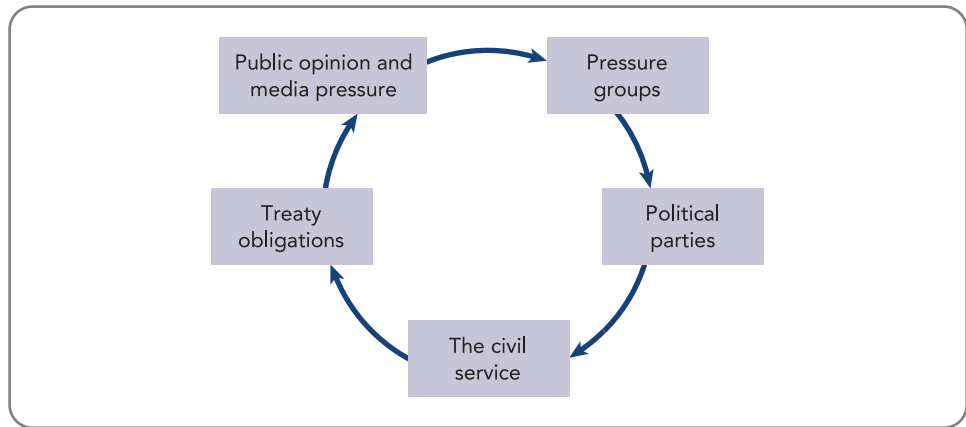 Public opinion and
media pressure
Pressure
groups
Political
parties
The civil
service
Treaty
obligations